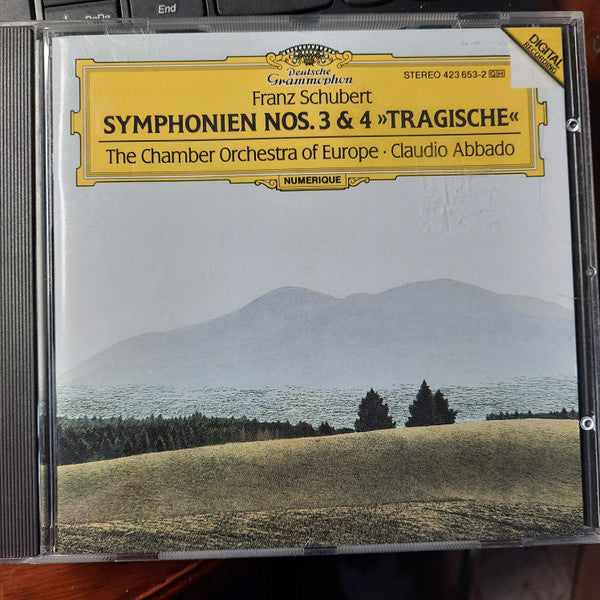 End
Deutsche
Grammophon
STEREO 423 653-2 GH
DIGITAL
RECORDING
Franz Schubert
SYMPHONIEN NOS. 3 & 4 »TRAGISCHE«
The Chamber Orchestra of Europe · Claudio Abbado
NUMERIQUE